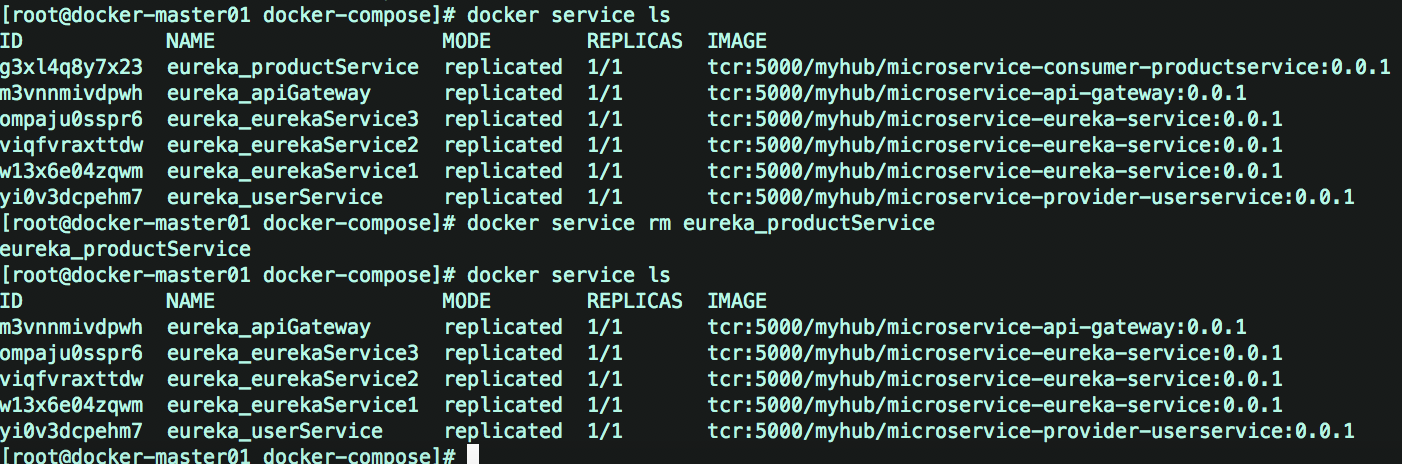 [root@docker-master01 docker-compose]# docker service ls
ID            NAME                   MODE        REPLICAS  IMAGE
g3xl4q8y7x23  eureka_productService  replicated  1/1       tcr:5000/myhub/microservice-consumer-productservice:0.0.1
m3vnnmivdpwh  eureka_apiGateway      replicated  1/1       tcr:5000/myhub/microservice-api-gateway:0.0.1
ompaju0sspr6  eureka_eurekaService3  replicated  1/1       tcr:5000/myhub/microservice-eureka-service:0.0.1
viqfvraxttdw  eureka_eurekaService2  replicated  1/1       tcr:5000/myhub/microservice-eureka-service:0.0.1
w13x6e04zqwm  eureka_eurekaService1  replicated  1/1       tcr:5000/myhub/microservice-eureka-service:0.0.1
yi0v3dcpehm7  eureka_userService     replicated  1/1       tcr:5000/myhub/microservice-provider-userservice:0.0.1
[root@docker-master01 docker-compose]# docker service rm eureka_productService
eureka_productService
[root@docker-master01 docker-compose]# docker service ls
ID            NAME                   MODE        REPLICAS  IMAGE
m3vnnmivdpwh  eureka_apiGateway      replicated  1/1       tcr:5000/myhub/microservice-api-gateway:0.0.1
ompaju0sspr6  eureka_eurekaService3  replicated  1/1       tcr:5000/myhub/microservice-eureka-service:0.0.1
viqfvraxttdw  eureka_eurekaService2  replicated  1/1       tcr:5000/myhub/microservice-eureka-service:0.0.1
w13x6e04zqwm  eureka_eurekaService1  replicated  1/1       tcr:5000/myhub/microservice-eureka-service:0.0.1
yi0v3dcpehm7  eureka_userService     replicated  1/1       tcr:5000/myhub/microservice-provider-userservice:0.0.1
[root@docker-master01 docker-compose]#